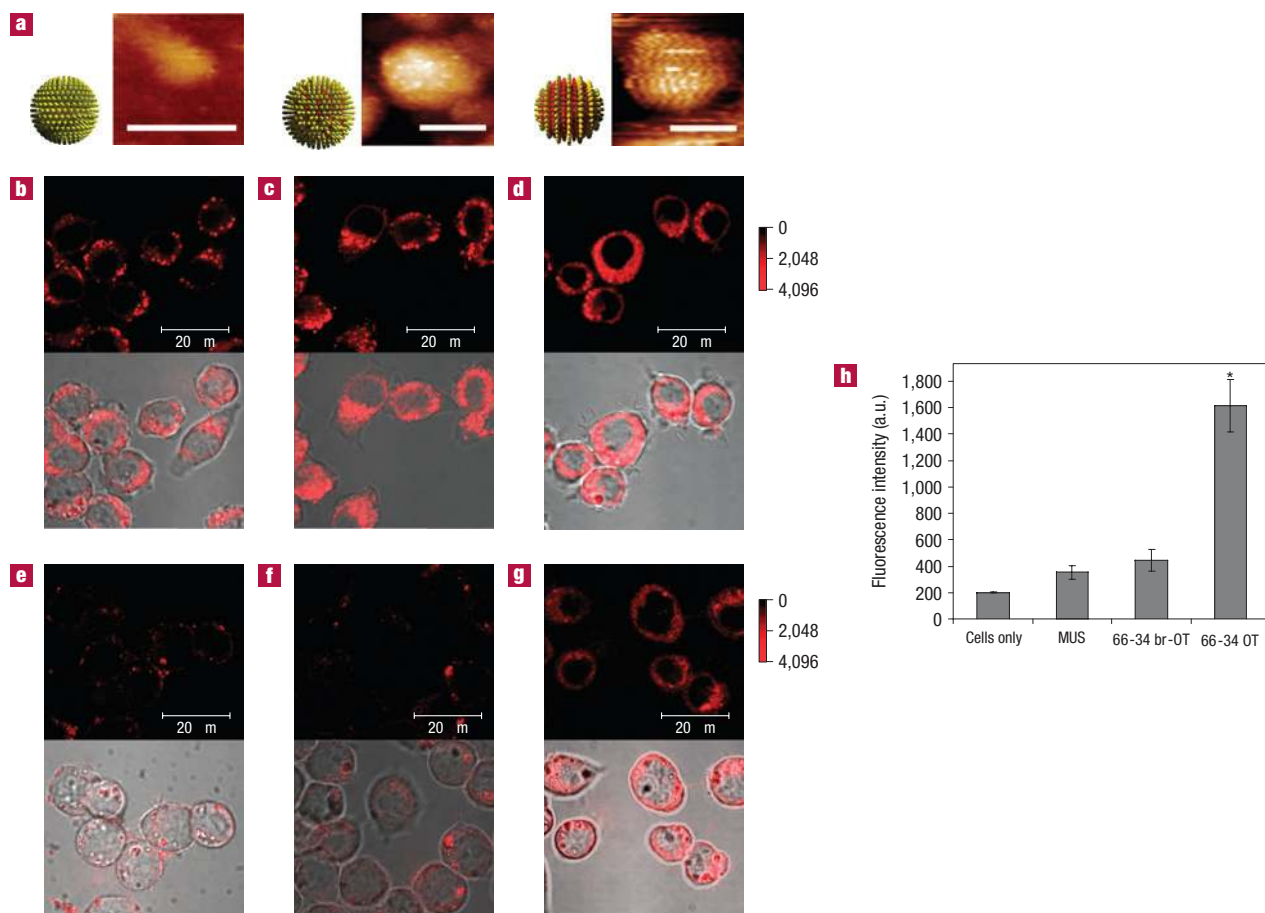 a
b
c
d
0
2,048
4,096
20 m
20 m
20 m
h
Fluorescence intensity (a.u.)
1,800
1,600
1,400
1,200
1,000
800
600
400
200
0
*
Cells only
MUS
66-34 br-OT
66-34 OT
e
f
g
0
2,048
4,096
20 m
20 m
20 m